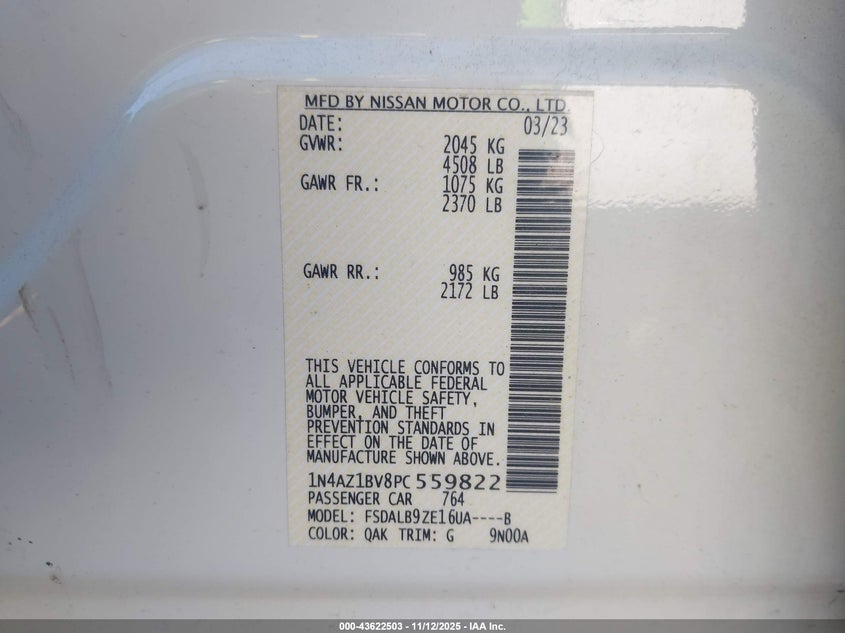 MFD BY NISSAN MOTOR CO., LTD.
DATE: 03/23
GVWR: 2045 KG
4508 LB
GAWR FR.: 1075 KG
2370 LB
GAWR RR.: 985 KG
2172 LB
THIS VEHICLE CONFORMS TO
ALL APPLICABLE FEDERAL
MOTOR VEHICLE SAFETY,
BUMPER, AND THEFT
PREVENTION STANDARDS IN
EFFECT ON THE DATE OF
MANUFACTURE SHOWN ABOVE.
1N4AZ1BV8PC 559822
PASSENGER CAR 764
MODEL: FSDALB9ZE16UA----B
COLOR: QAK TRIM: G 9N00A
000-43622503 - 11/12/2025 - IAA Inc.